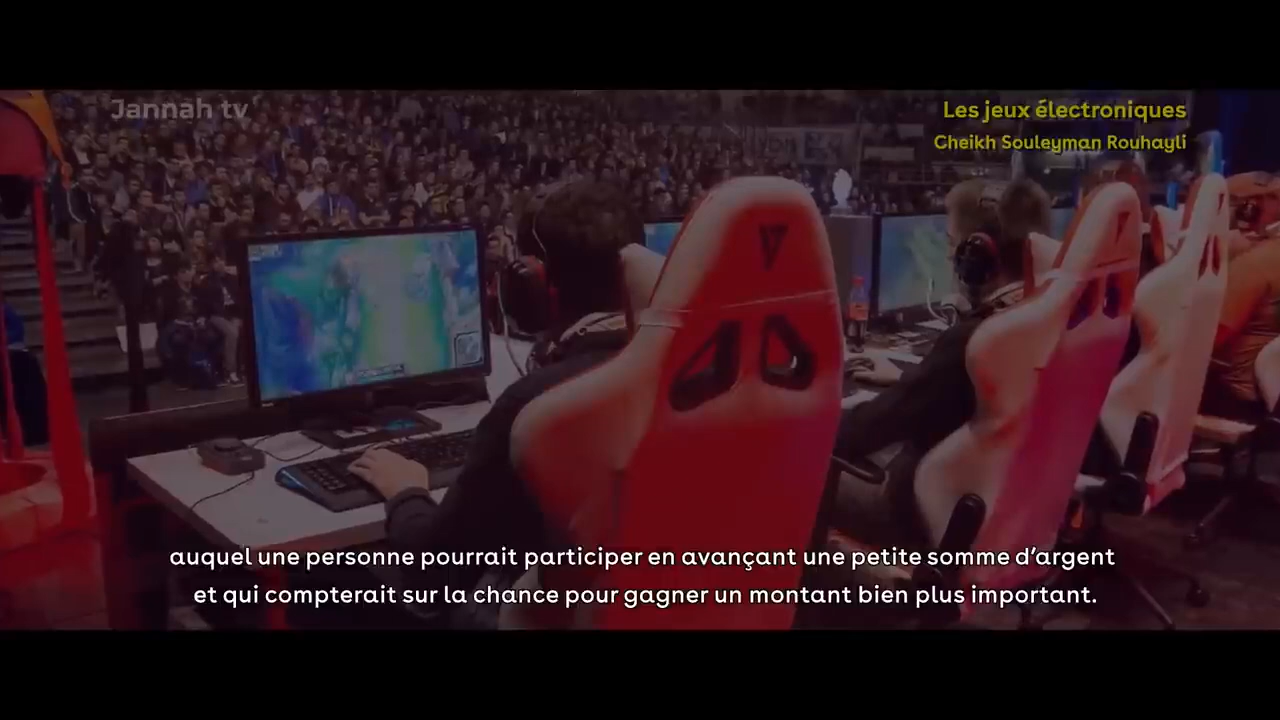 Jannah tv
Les jeux électroniques
Cheikh Souleyman Rouhayli
auquel une personne pourrait participer en avançant une petite somme d’argent
et qui compterait sur la chance pour gagner un montant bien plus important.